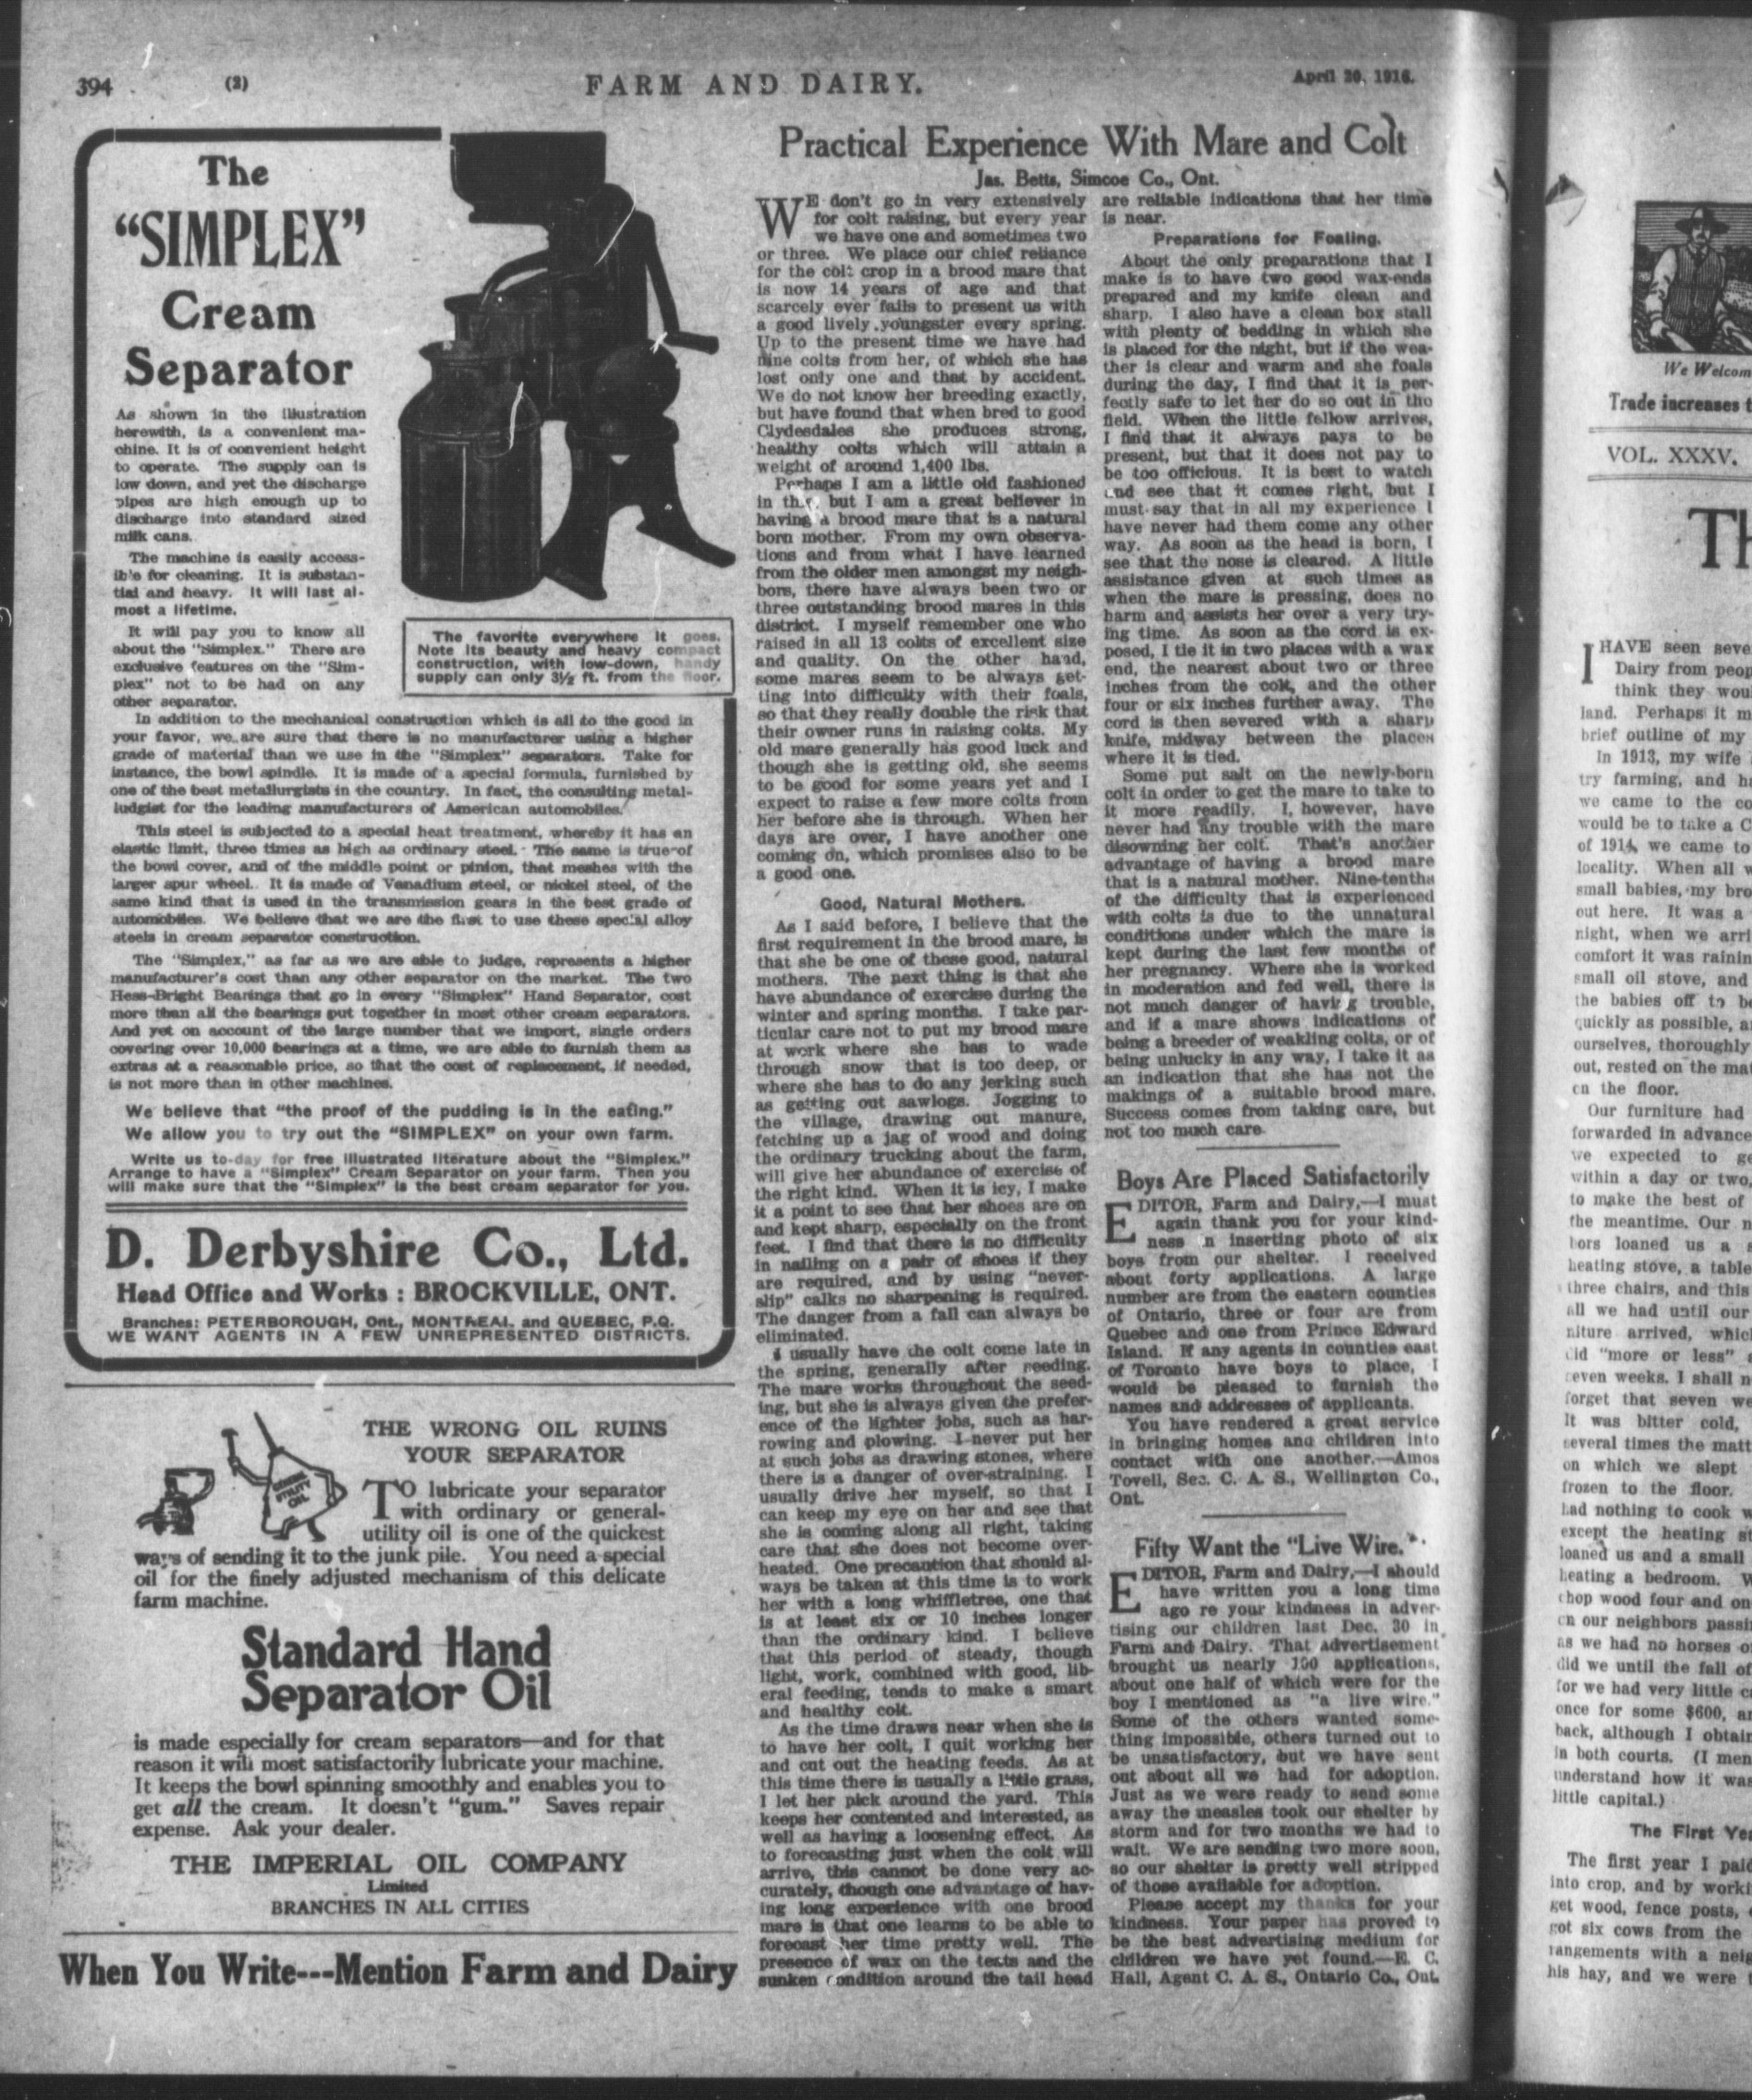 394
(2)
FARM AND DAIRY.
April 20, 1916.
The
"SIMPLEX"
Cream
Separator
As shown in the illustration
herewith, is a convenient ma-
chine. It is of convenient height
to operate. The supply can is
low down, and yet the discharge
pipes are high enough up to
discharge into standard sized
milk cans.
The machine is easily access-
ible for cleaning. It is substan-
tial and heavy. It will last al-
most a lifetime.
It will pay you to know all
about the "Simplex." There are
exclusive features on the "Sim-
plex" not to be had on any
other separator.
The favorite everywhere it goes.
Note its beauty and heavy compact
construction, with low-down, handy
supply can only 3½ ft. from the floor.
In addition to the mechanical construction which is all to the good in
your favor, we are sure that there is no manufacturer using a higher
grade of material than we use in the "Simplex" separators. Take for
instance, the bowl spindle. It is made of a special formula, furnished by
one of the best metallurgists in the country. In fact, the consulting metal-
ludgist for the leading manufacturers of American automobiles.
This steel is subjected to a special heat treatment, whereby it has an
elastic limit, three times as high as ordinary steel. The same is true of
the bowl cover, and of the middle point or pinion, that meshes with the
larger spur wheel. It is made of Vanadium steel, or nickel steel, of the
same kind that is used in the transmission gears in the best grade of
automobiles. We believe that we are the first to use these special alloy
steels in cream separator construction.
The "Simplex," as far as we are able to judge, represents a higher
manufacturer's cost than any other separator on the market. The two
Hess-Bright Bearings that go in every "Simplex" Hand Separator, cost
more than all the bearings put together in most other cream separators.
And yet on account of the large number that we import, single orders
covering over 10,000 bearings at a time, we are able to furnish them as
extras at a reasonable price, so that the cost of replacement, if needed,
is not more than in other machines.
We believe that "the proof of the pudding is in the eating."
We allow you to try out the "SIMPLEX" on your own farm.
Write us to-day for free illustrated literature about the "Simplex."
Arrange to have a "Simplex" Cream Separator on your farm. Then you
will make sure that the "Simplex" is the best cream separator for you.
D. Derbyshire Co., Ltd.
Head Office and Works : BROCKVILLE, ONT.
Branches: PETERBOROUGH, Ont., MONTREAL and QUEBEC, P.Q.
WE WANT AGENTS IN A FEW UNREPRESENTED DISTRICTS.
THE WRONG OIL RUINS
YOUR SEPARATOR
UTILITY
OIL
TO lubricate your separator
with ordinary or general-
utility oil is one of the quickest
ways of sending it to the junk pile. You need a special
oil for the finely adjusted mechanism of this delicate
farm machine.
Standard Hand
Separator Oil
is made especially for cream separators—and for that
reason it will most satisfactorily lubricate your machine.
It keeps the bowl spinning smoothly and enables you to
get all the cream. It doesn't "gum." Saves repair
expense. Ask your dealer.
THE IMPERIAL OIL COMPANY
Limited
BRANCHES IN ALL CITIES
When You Write---Mention Farm and Dairy
Practical Experience With Mare and Colt
Jas. Betts, Simcoe Co., Ont.
WE don't go in very extensively
for colt raising, but every year
we have one and sometimes two
or three. We place our chief reliance
for the colt crop in a brood mare that
is now 14 years of age and that
scarcely ever fails to present us with
a good lively youngster every spring.
Up to the present time we have had
nine colts from her, of which she has
lost only one and that by accident.
We do not know her breeding exactly,
but have found that when bred to good
Clydesdales she produces strong,
healthy colts which will attain a
weight of around 1,400 lbs.
Perhaps I am a little old fashioned
in this, but I am a great believer in
having a brood mare that is a natural
born mother. From my own observa-
tions and from what I have learned
from the older men amongst my neigh-
bors, there have always been two or
three outstanding brood mares in this
district. I myself remember one who
raised in all 13 colts of excellent size
and quality. On the other hand,
some mares seem to be always get-
ting into difficulty with their foals,
so that they really double the risk that
their owner runs in raising colts. My
old mare generally has good luck and
though she is getting old, she seems
to be good for some years yet and I
expect to raise a few more colts from
her before she is through. When her
days are over, I have another one
coming on, which promises also to be
a good one.
Good, Natural Mothers.
As I said before, I believe that the
first requirement in the brood mare, is
that she be one of these good, natural
mothers. The next thing is that she
have abundance of exercise during the
winter and spring months. I take par-
ticular care not to put my brood mare
at work where she has to wade
through snow that is too deep, or
where she has to do any jerking such
as getting out sawlogs. Jogging to
the village, drawing out manure,
fetching up a jag of wood and doing
the ordinary trucking about the farm,
will give her abundance of exercise of
the right kind. When it is icy, I make
it a point to see that her shoes are on
and kept sharp, especially on the front
feet. I find that there is no difficulty
in nailing on a pair of shoes if they
are required, and by using "never-
slip" calks no sharpening is required.
The danger from a fall can always be
eliminated.
I usually have the colt come late in
the spring, generally after reeding.
The mare works throughout the seed-
ing, but she is always given the prefer-
ence of the lighter jobs, such as har-
rowing and plowing. I never put her
at such jobs as drawing stones, where
there is a danger of over-straining. I
usually drive her myself, so that I
can keep my eye on her and see that
she is coming along all right, taking
care that she does not become over-
heated. One precaution that should al-
ways be taken at this time is to work
her with a long whiffletree, one that
is at least six or 10 inches longer
than the ordinary kind. I believe
that this period of steady, though
light, work, combined with good, lib-
eral feeding, tends to make a smart
and healthy colt.
As the time draws near when she is
to have her colt, I quit working her
and cut out the heating feeds. As at
this time there is usually a little grass,
I let her pick around the yard. This
keeps her contented and interested, as
well as having a loosening effect. As
to forecasting just when the colt will
arrive, this cannot be done very ac-
curately, though one advantage of hav-
ing long experience with one brood
mare is that one learns to be able to
forecast her time pretty well. The
presence of wax on the teats and the
sunken condition around the tail head
are reliable indications that her time
is near.
Preparations for Foaling.
About the only preparations that I
make is to have two good wax-ends
prepared and my knife clean and
sharp. I also have a clean box stall
with plenty of bedding in which she
is placed for the night, but if the wea-
ther is clear and warm and she foals
during the day, I find that it is per-
fectly safe to let her do so out in the
field. When the little fellow arrives,
I find that it always pays to be
present, but that it does not pay to
be too officious. It is best to watch
and see that it comes right, but I
must say that in all my experience I
have never had them come any other
way. As soon as the head is born, I
see that the nose is cleared. A little
assistance given at such times as
when the mare is pressing, does no
harm and assists her over a very try-
ing time. As soon as the cord is ex-
posed, I tie it in two places with a wax
end, the nearest about two or three
inches from the colt, and the other
four or six inches further away. The
cord is then severed with a sharp
knife, midway between the places
where it is tied.
Some put salt on the newly-born
colt in order to get the mare to take to
it more readily. I, however, have
never had any trouble with the mare
disowning her colt. That's another
advantage of having a brood mare
that is a natural mother. Nine-tenths
of the difficulty that is experienced
with colts is due to the unnatural
conditions under which the mare is
kept during the last few months of
her pregnancy. Where she is worked
in moderation and fed well, there is
not much danger of having trouble,
and if a mare shows indications of
being a breeder of weakling colts, or of
being unlucky in any way, I take it as
an indication that she has not the
makings of a suitable brood mare.
Success comes from taking care, but
not too much care.
Boys Are Placed Satisfactorily
EDITOR, Farm and Dairy,—I must
again thank you for your kind-
ness n inserting photo of six
boys from our shelter. I received
about forty applications. A large
number are from the eastern counties
of Ontario, three or four are from
Quebec and one from Prince Edward
Island. If any agents in counties east
of Toronto have boys to place, I
would be pleased to furnish the
names and addresses of applicants.
You have rendered a great service
in bringing homes and children into
contact with one another.—Amos
Tovell, Sec. C. A. S., Wellington Co.,
Ont.
Fifty Want the "Live Wire."
EDITOR, Farm and Dairy,—I should
have written you a long time
ago re your kindness in adver-
tising our children last Dec. 30 in
Farm and Dairy. That advertisement
brought us nearly 100 applications,
about one half of which were for the
boy I mentioned as "a live wire."
Some of the others wanted some-
thing impossible, others turned out to
be unsatisfactory, but we have sent
out about all we had for adoption.
Just as we were ready to send some
away the measles took our shelter by
storm and for two months we had to
wait. We are sending two more soon,
so our shelter is pretty well stripped
of those available for adoption.
Please accept my thanks for your
kindness. Your paper has proved to
be the best advertising medium for
children we have yet found.—E. C.
Hall, Agent C. A. S., Ontario Co., Ont.
We Welcom
Trade increases t
VOL. XXXV.
Th
I HAVE seen seve
Dairy from peop
think they wou
land. Perhaps it m
brief outline of my
In 1913, my wife
try farming, and ha
we came to the co
would be to take a C
of 1914, we came to
locality. When all w
small babies, my bro
out here. It was a
night, when we arri
comfort it was rainin
small oil stove, and
the babies off to be
quickly as possible, a
ourselves, thoroughly
out, rested on the mat
on the floor.
Our furniture had
forwarded in advance
we expected to ge
within a day or two,
to make the best of
the meantime. Our n
bors loaned us a s
heating stove, a table
three chairs, and this
all we had until our
niture arrived, which
did "more or less" a
seven weeks. I shall n
forget that seven we
It was bitter cold,
several times the matt
on which we slept
frozen to the floor.
had nothing to cook w
except the heating st
loaned us and a small
heating a bedroom. W
chop wood four and on
on our neighbors passi
as we had no horses o
did we until the fall of
for we had very little c
once for some $600, an
back, although I obtain
in both courts. (I men
understand how it was
little capital.)
The First Yea
The first year I paid
into crop, and by worki
get wood, fence posts,
got six cows from the
rangements with a neig
his hay, and we were t